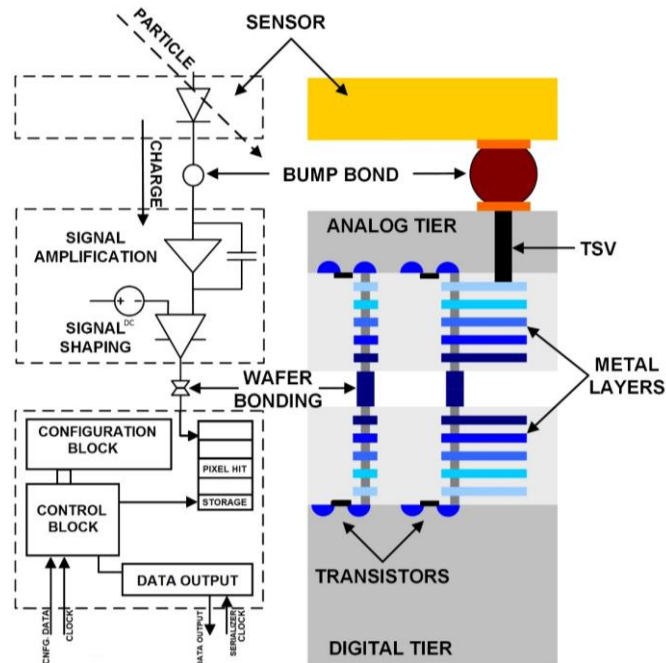 PARTICLE
SENSOR
CHARGE
BUMP BOND
ANALOG TIER
TSV
SIGNAL
AMPLIFICATION
DC
SIGNAL
SHAPING
WAFER
BONDING
METAL
LAYERS
CONFIGURATION
BLOCK
PIXEL HIT
STORAGE
CONTROL
BLOCK
DATA OUTPUT
TRANSISTORS
CNFG. DATA
CLOCK
DATA OUTPUT
SERIALIZER
CLOCK
DIGITAL TIER